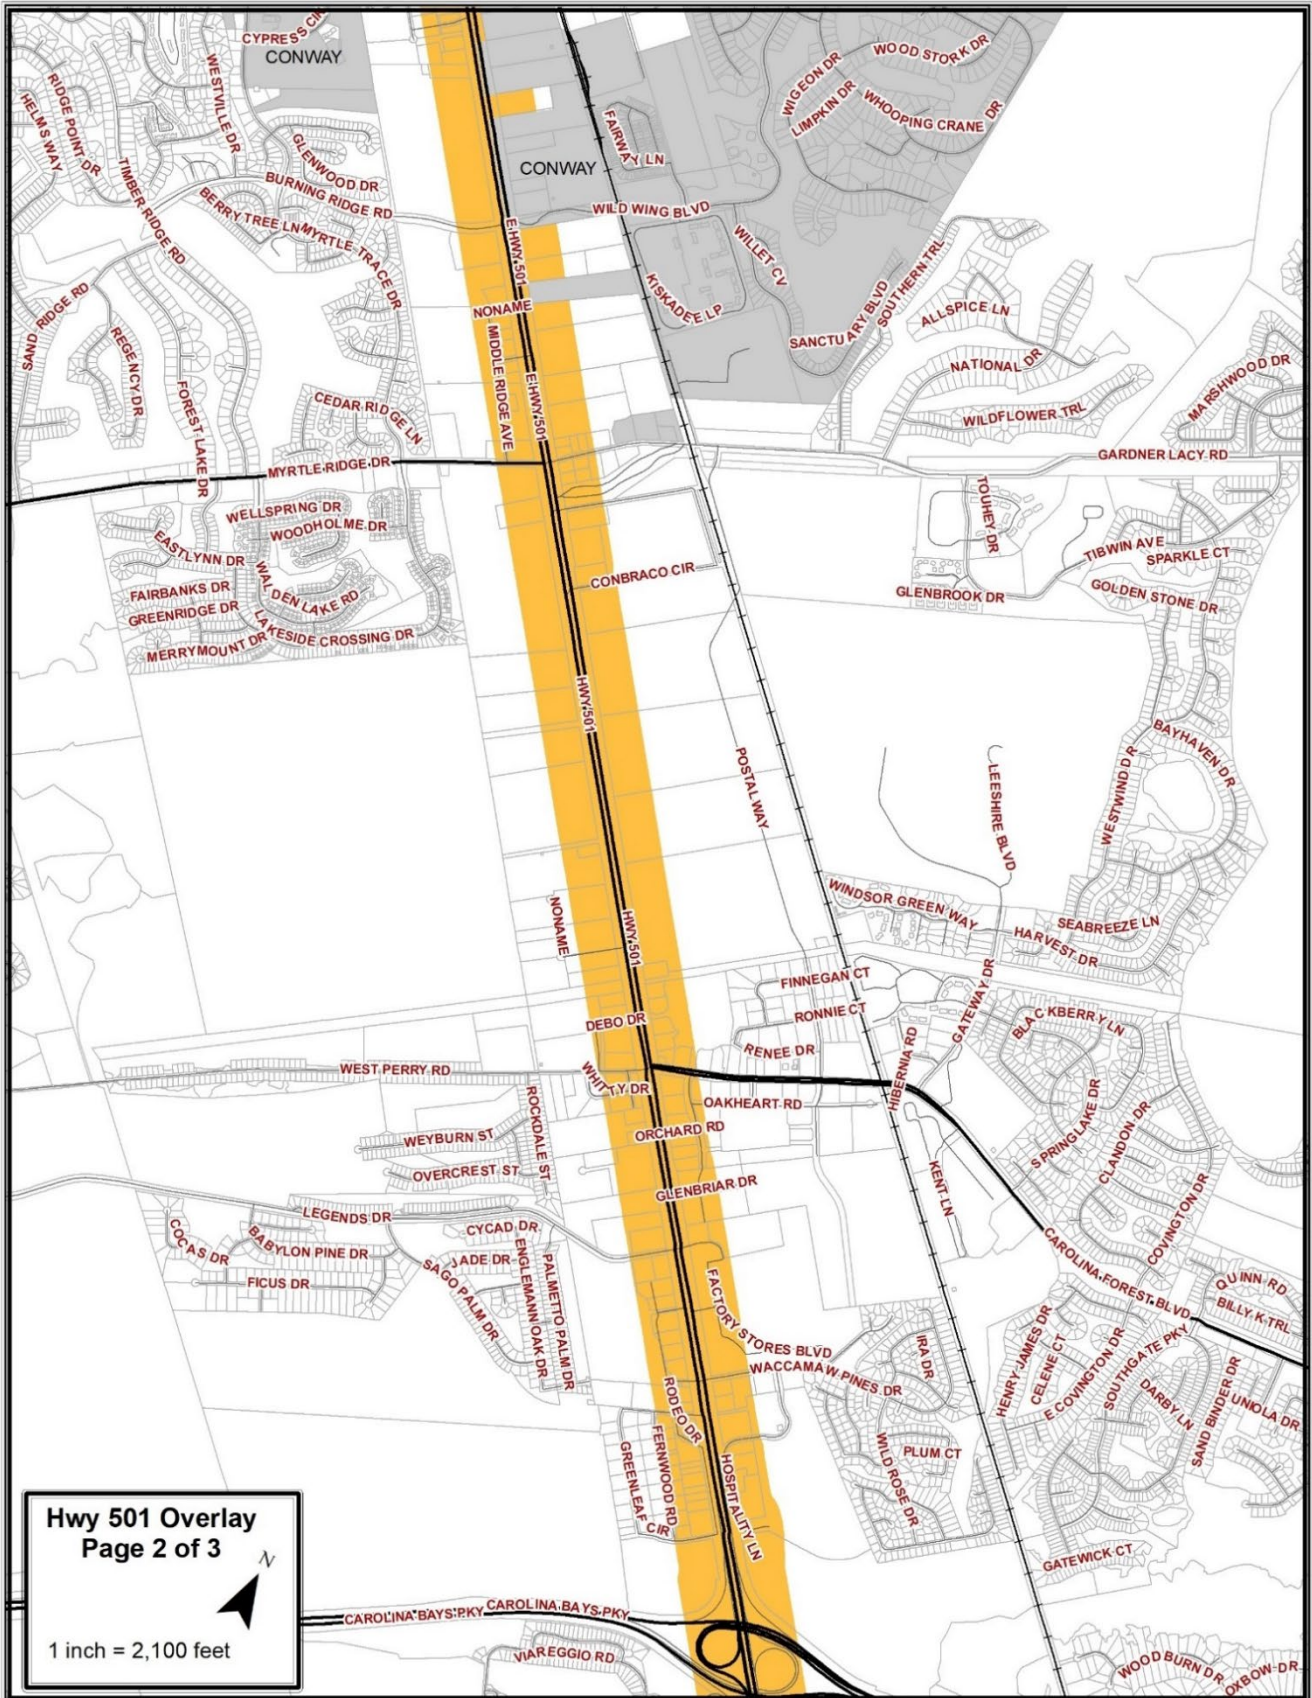 CYPRESS CIR
CONWAY
WOOD STORK DR
WIGEON DR
LIMPKIN DR
WHOOPING CRANE DR
WESTVILLE DR
RIDGE POINT DR
HELMS WAY
FAIRWAY LN
GLENWOOD DR
CONWAY
TIMBER RIDGE RD
BURNING RIDGE RD
BERRY TREE LN
MYRTLE TRACE DR
WILD WING BLVD
E HWY 501
WILLET CV
KISKADEE LP
SANCTUARY BLVD
SOUTHERN TRL
SAND RIDGE RD
NONAME
ALLSPICE LN
REGENCY DR
MIDDLE RIDGE AVE
NATIONAL DR
MARSHWOOD DR
FOREST LAKE DR
E HWY 501
CEDAR RIDGE LN
WILDFLOWER TRL
MYRTLE RIDGE DR
GARDNER LACY RD
WELLSPRING DR
WOODHOLME DR
TOUHEY DR
EASTLYNN DR
TIBWIN AVE
SPARKLE CT
FAIRBANKS DR
WALDEN LAKE RD
CONBRACO CIR
GLENBROOK DR
GOLDEN STONE DR
GREENRIDGE DR
LAKESIDE CROSSING DR
MERRYMOUNT DR
HWY 501
POSTAL WAY
LEESHIRE BLVD
WESTWIND DR
BAYHAVEN DR
WINDSOR GREEN WAY
NONAME
HWY 501
HARVEST DR
SEABREEZE LN
FINNEGAN CT
GATEWAY DR
DEBO DR
RONNIE CT
BLACKBERRY LN
RENEE DR
WEST PERRY RD
WHITTY DR
HIBERNIA RD
OAKHEART RD
ROCKDALE ST
WEYBURN ST
ORCHARD RD
SPRING LAKE DR
CLANDON DR
OVERCREST ST
GLENBRIAR DR
KENT LN
COVINGTON DR
LEGENDS DR
COCAS DR
BABYLON PINE DR
CYCAD DR
JADE DR
FICUS DR
SAGO PALM DR
ENGLEMANN OAK DR
PALMETTO PALM DR
FACTORY STORES BLVD
CAROLINA FOREST BLVD
QUINN RD
BILLY K TRL
WACCAMAW PINES DR
IRA DR
HENRY JAMES DR
CELENE CT
E COVINGTON DR
SOUTHGATE PKY
DARBY LN
SAND BINDER DR
UNIOLA DR
RODEO DR
FERNWOOD RD
GREENLEAF CIR
HOSPITALITY LN
WILD ROSE DR
PLUM CT
GATEWICK CT
Hwy 501 Overlay
Page 2 of 3
N
1 inch = 2,100 feet
CAROLINA BAYS PKY
CAROLINA BAYS PKY
VIAREGGIO RD
WOODBURN DR
OXBOW DR